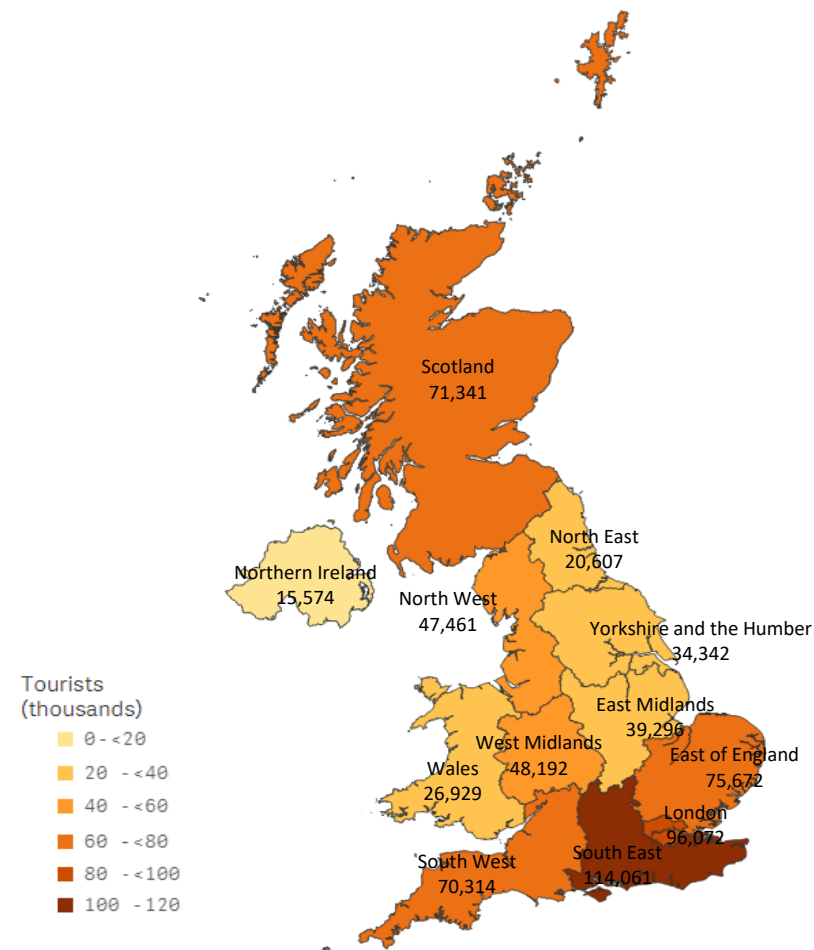 Scotland
71,341
North East
20,607
Northern Ireland
15,574
North West
47,461
Yorkshire and the Humber
34,342
Tourists
(thousands)
0-<20
20 -<40
40 -<60
60 -<80
80 -<100
100 -120
East Midlands
39,296
West Midlands
48,192
East of England
75,672
Wales
26,929
London
96,072
South West
70,314
South East
114,061